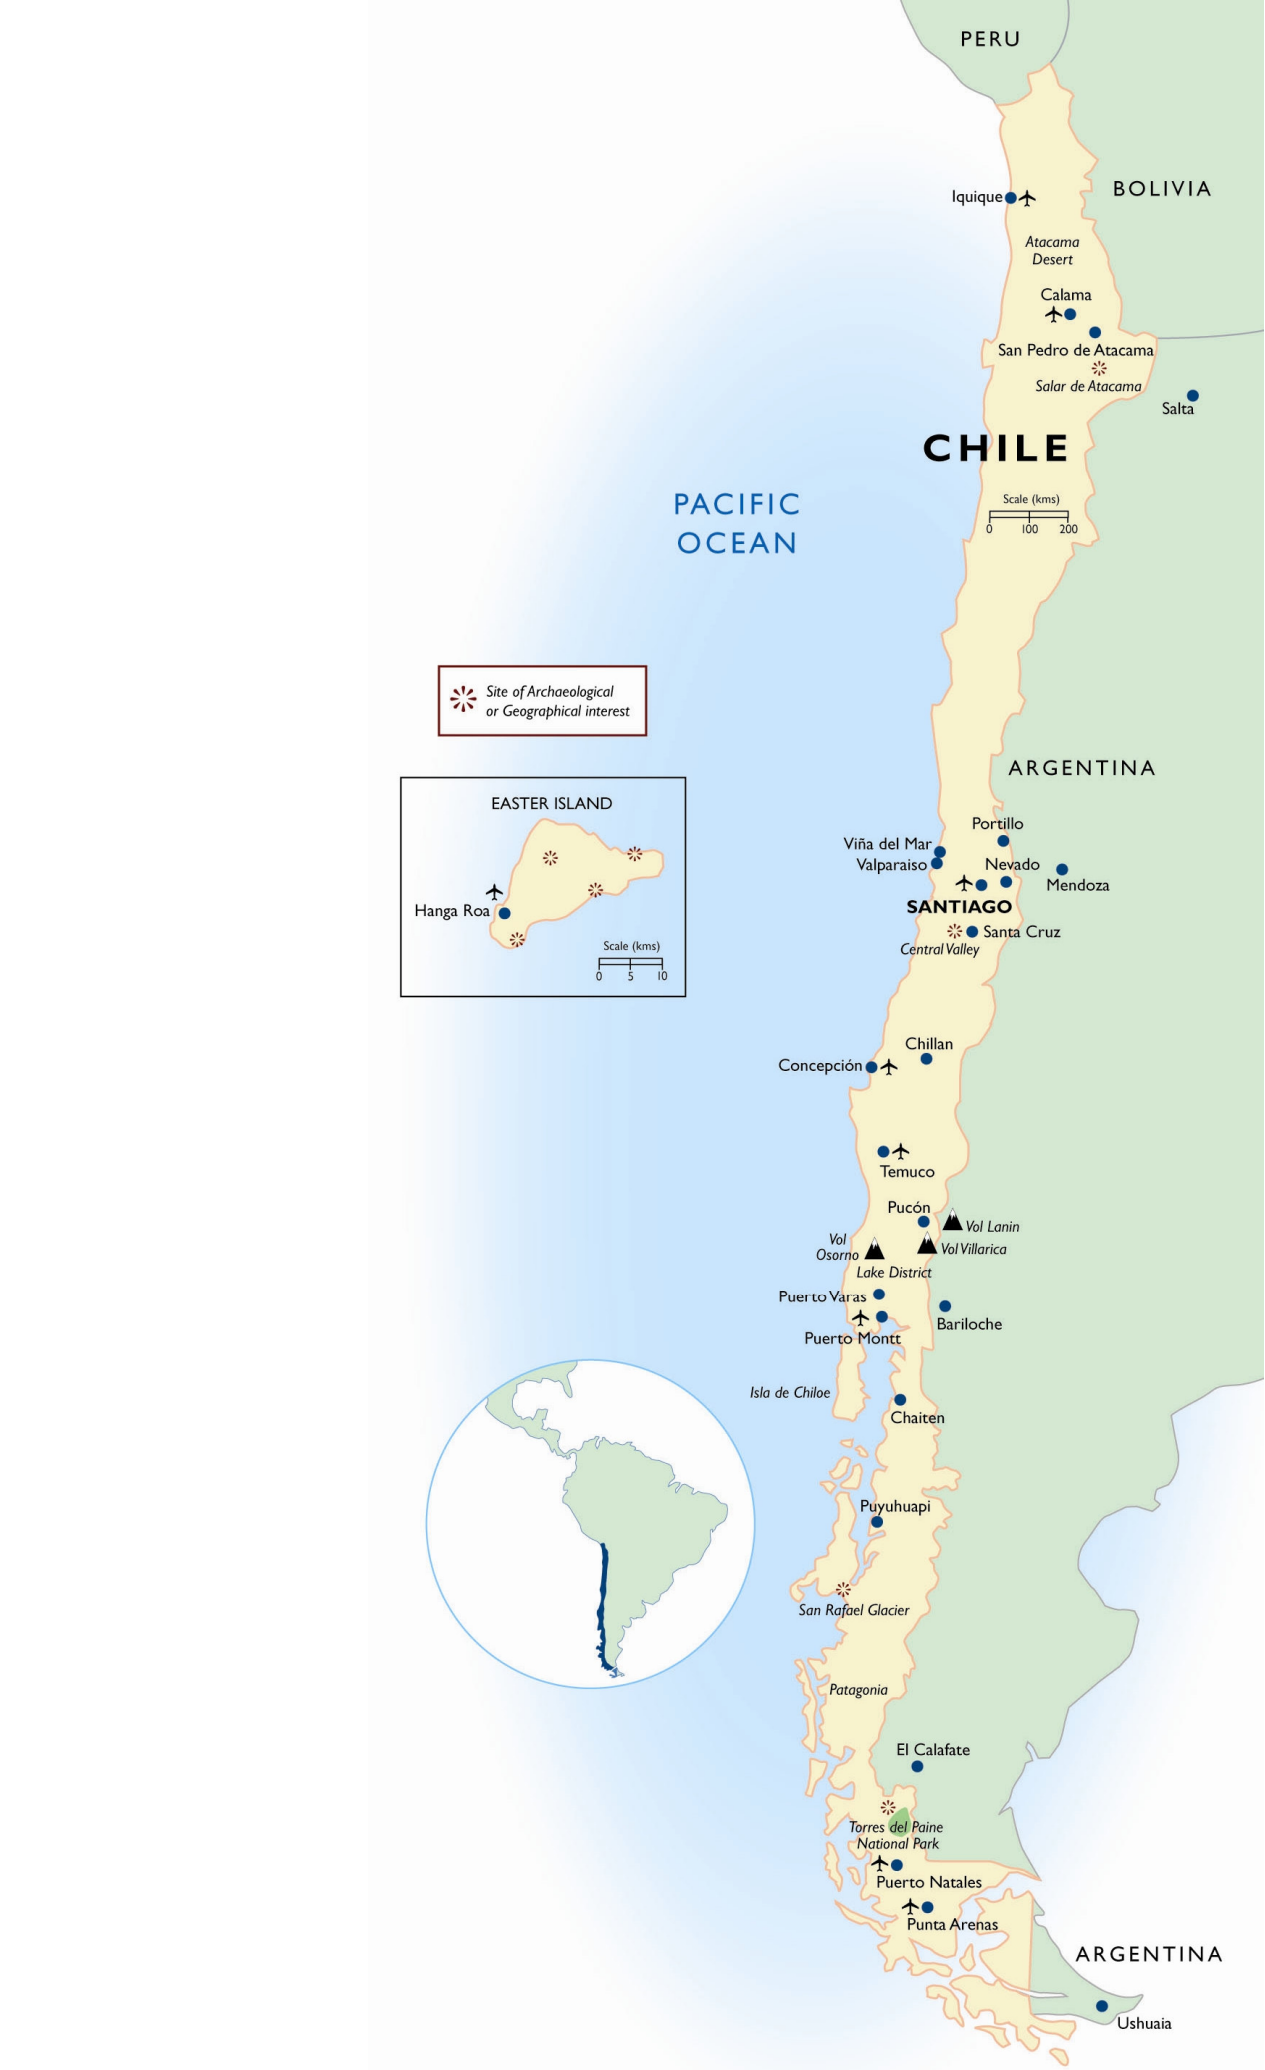 PERU
BOLIVIA
Iquique
Atacama
Desert
Calama
San Pedro de Atacama
Salar de Atacama
Salta
CHILE
Scale (kms)
0 100 200
PACIFIC
OCEAN
Site of Archaeological
or Geographical interest
ARGENTINA
EASTER ISLAND
Hanga Roa
Scale (kms)
0 5 10
Portillo
Viña del Mar
Valparaiso
Nevado
Mendoza
SANTIAGO
Santa Cruz
Central Valley
Chillan
Concepción
Temuco
Pucón
Vol Lanin
Vol
Osorno
Vol Villarica
Lake District
Puerto Varas
Bariloche
Puerto Montt
Isla de Chiloe
Chaiten
Puyuhuapi
San Rafael Glacier
Patagonia
El Calafate
Torres del Paine
National Park
Puerto Natales
Punta Arenas
ARGENTINA
Ushuaia